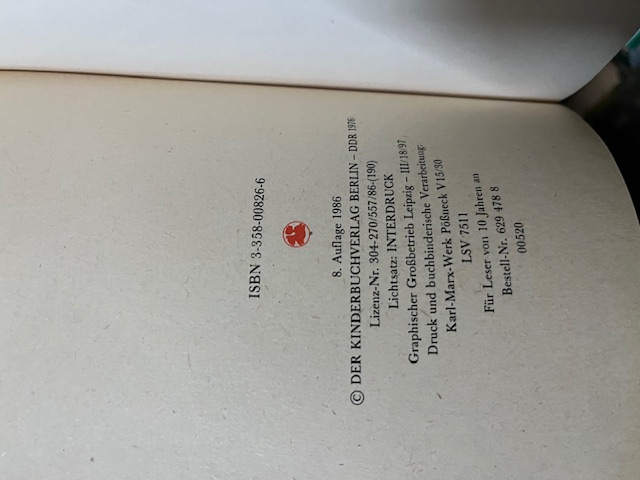 ISBN 3-358-00826-6
8. Auflage 1986
© DER KINDERBUCHVERLAG BERLIN – DDR 1976
Lizenz-Nr. 304-270/557/86-(190)
Lichtsatz: INTERDRUCK
Graphischer Großbetrieb Leipzig – III/18/97
Druck und buchbinderische Verarbeitung:
Karl-Marx-Werk Pößneck V15/30
LSV 7511
Für Leser von 10 Jahren an
Bestell-Nr. 629 478 8
00520